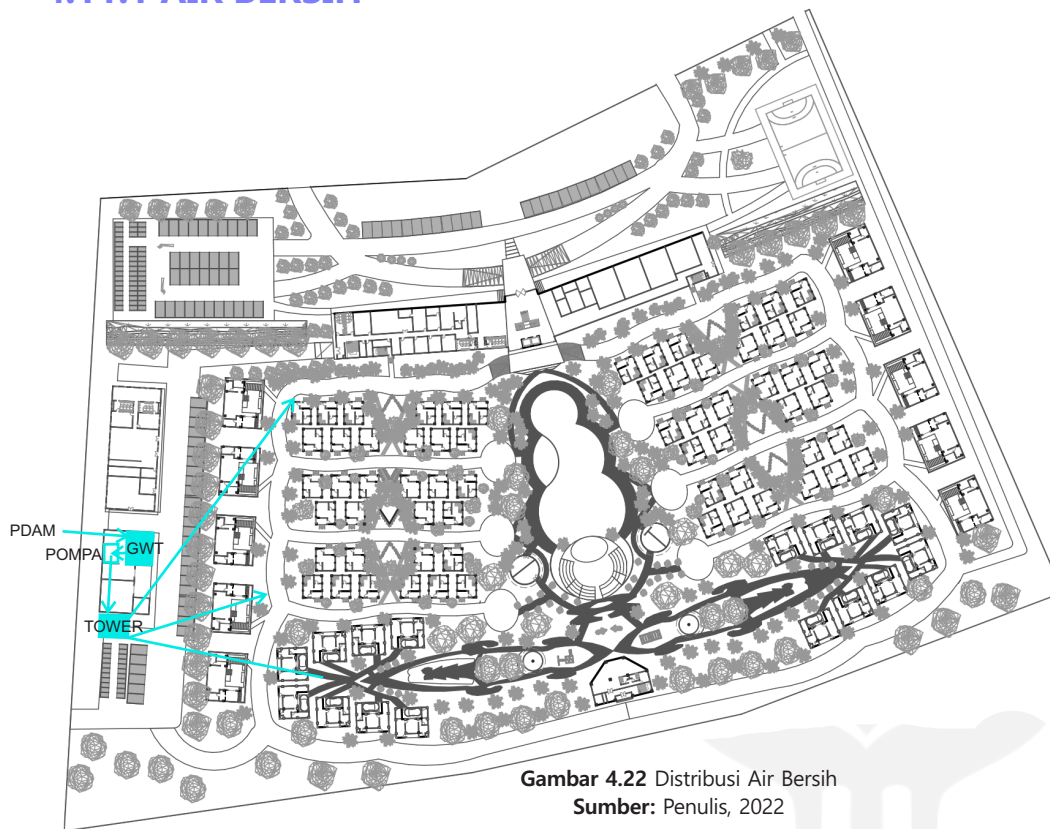 PDAM
POMPA
GWT
TOWER
Gambar 4.22 Distribusi Air Bersih
Sumber: Penulis, 2022